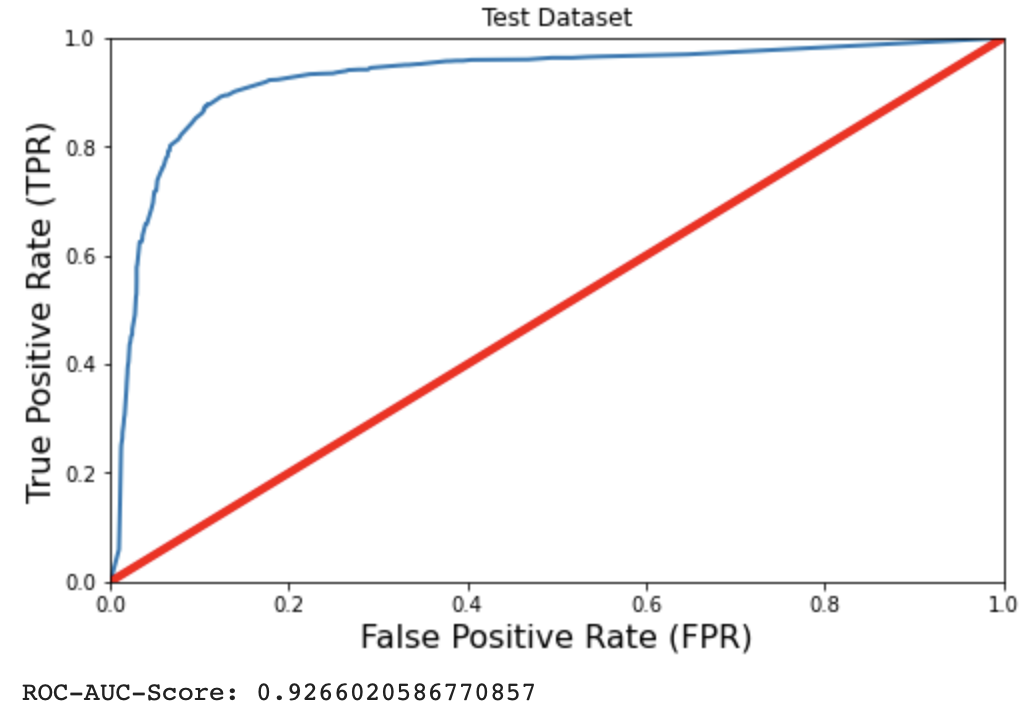 Test Dataset
1.0
0.8
0.6
0.4
0.2
0.0
True Positive Rate (TPR)
0.0 0.2 0.4 0.6 0.8 1.0
False Positive Rate (FPR)
ROC-AUC-Score: 0.9266020586770857